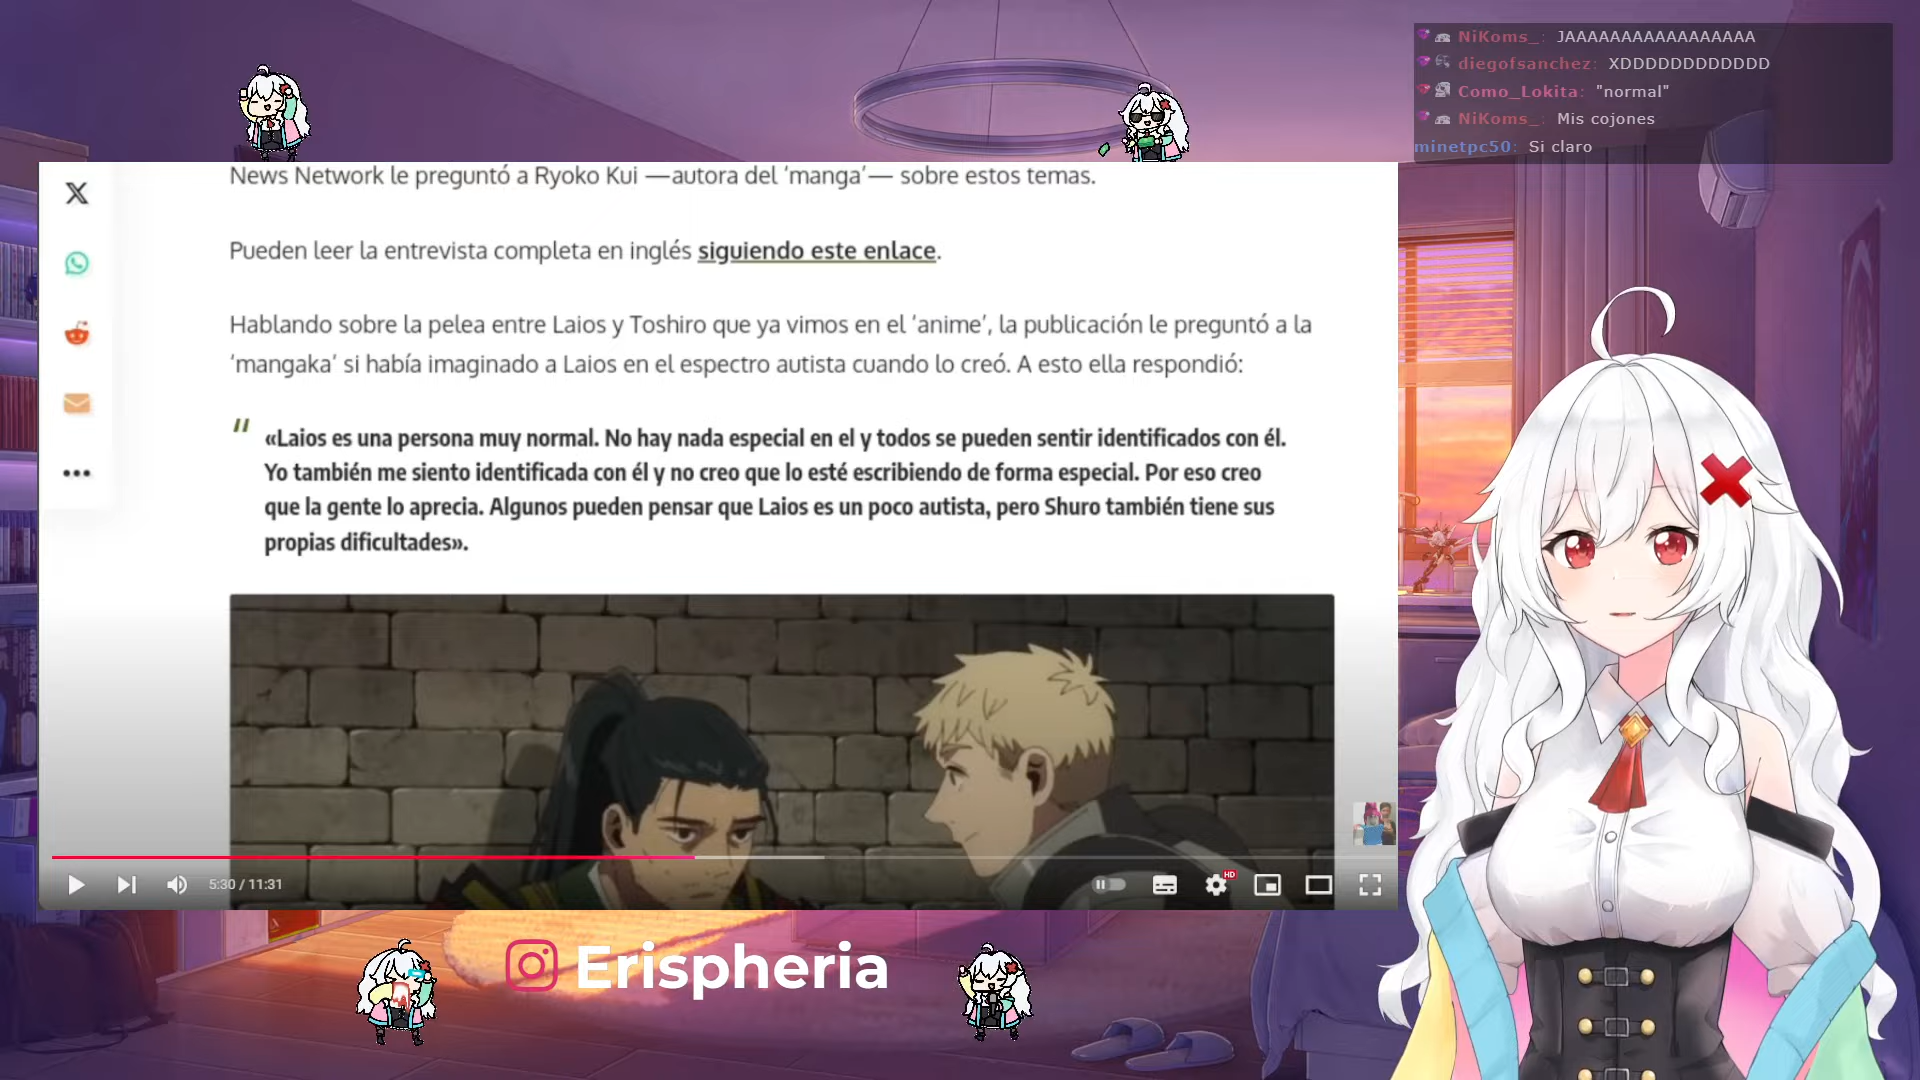 NiKoms_: JAAAAAAAAAAAAAAAAA
diegofsanchez: XDDDDDDDDDDDD
Como_Lokita: "normal"
NiKoms_: Mis cojones
minetpc50: Si claro
News Network le preguntó a Ryoko Kui —autora del ‘manga’— sobre estos temas.
Pueden leer la entrevista completa en inglés siguiendo este enlace.
Hablando sobre la pelea entre Laios y Toshiro que ya vimos en el ‘anime’, la publicación le preguntó a la
‘mangaka’ si había imaginado a Laios en el espectro autista cuando lo creó. A esto ella respondió:
«Laios es una persona muy normal. No hay nada especial en el y todos se pueden sentir identificados con él.
Yo también me siento identificada con él y no creo que lo esté escribiendo de forma especial. Por eso creo
que la gente lo aprecia. Algunos pueden pensar que Laios es un poco autista, pero Shuro también tiene sus
propias dificultades».
5:30 / 11:31
HD
Erispheria